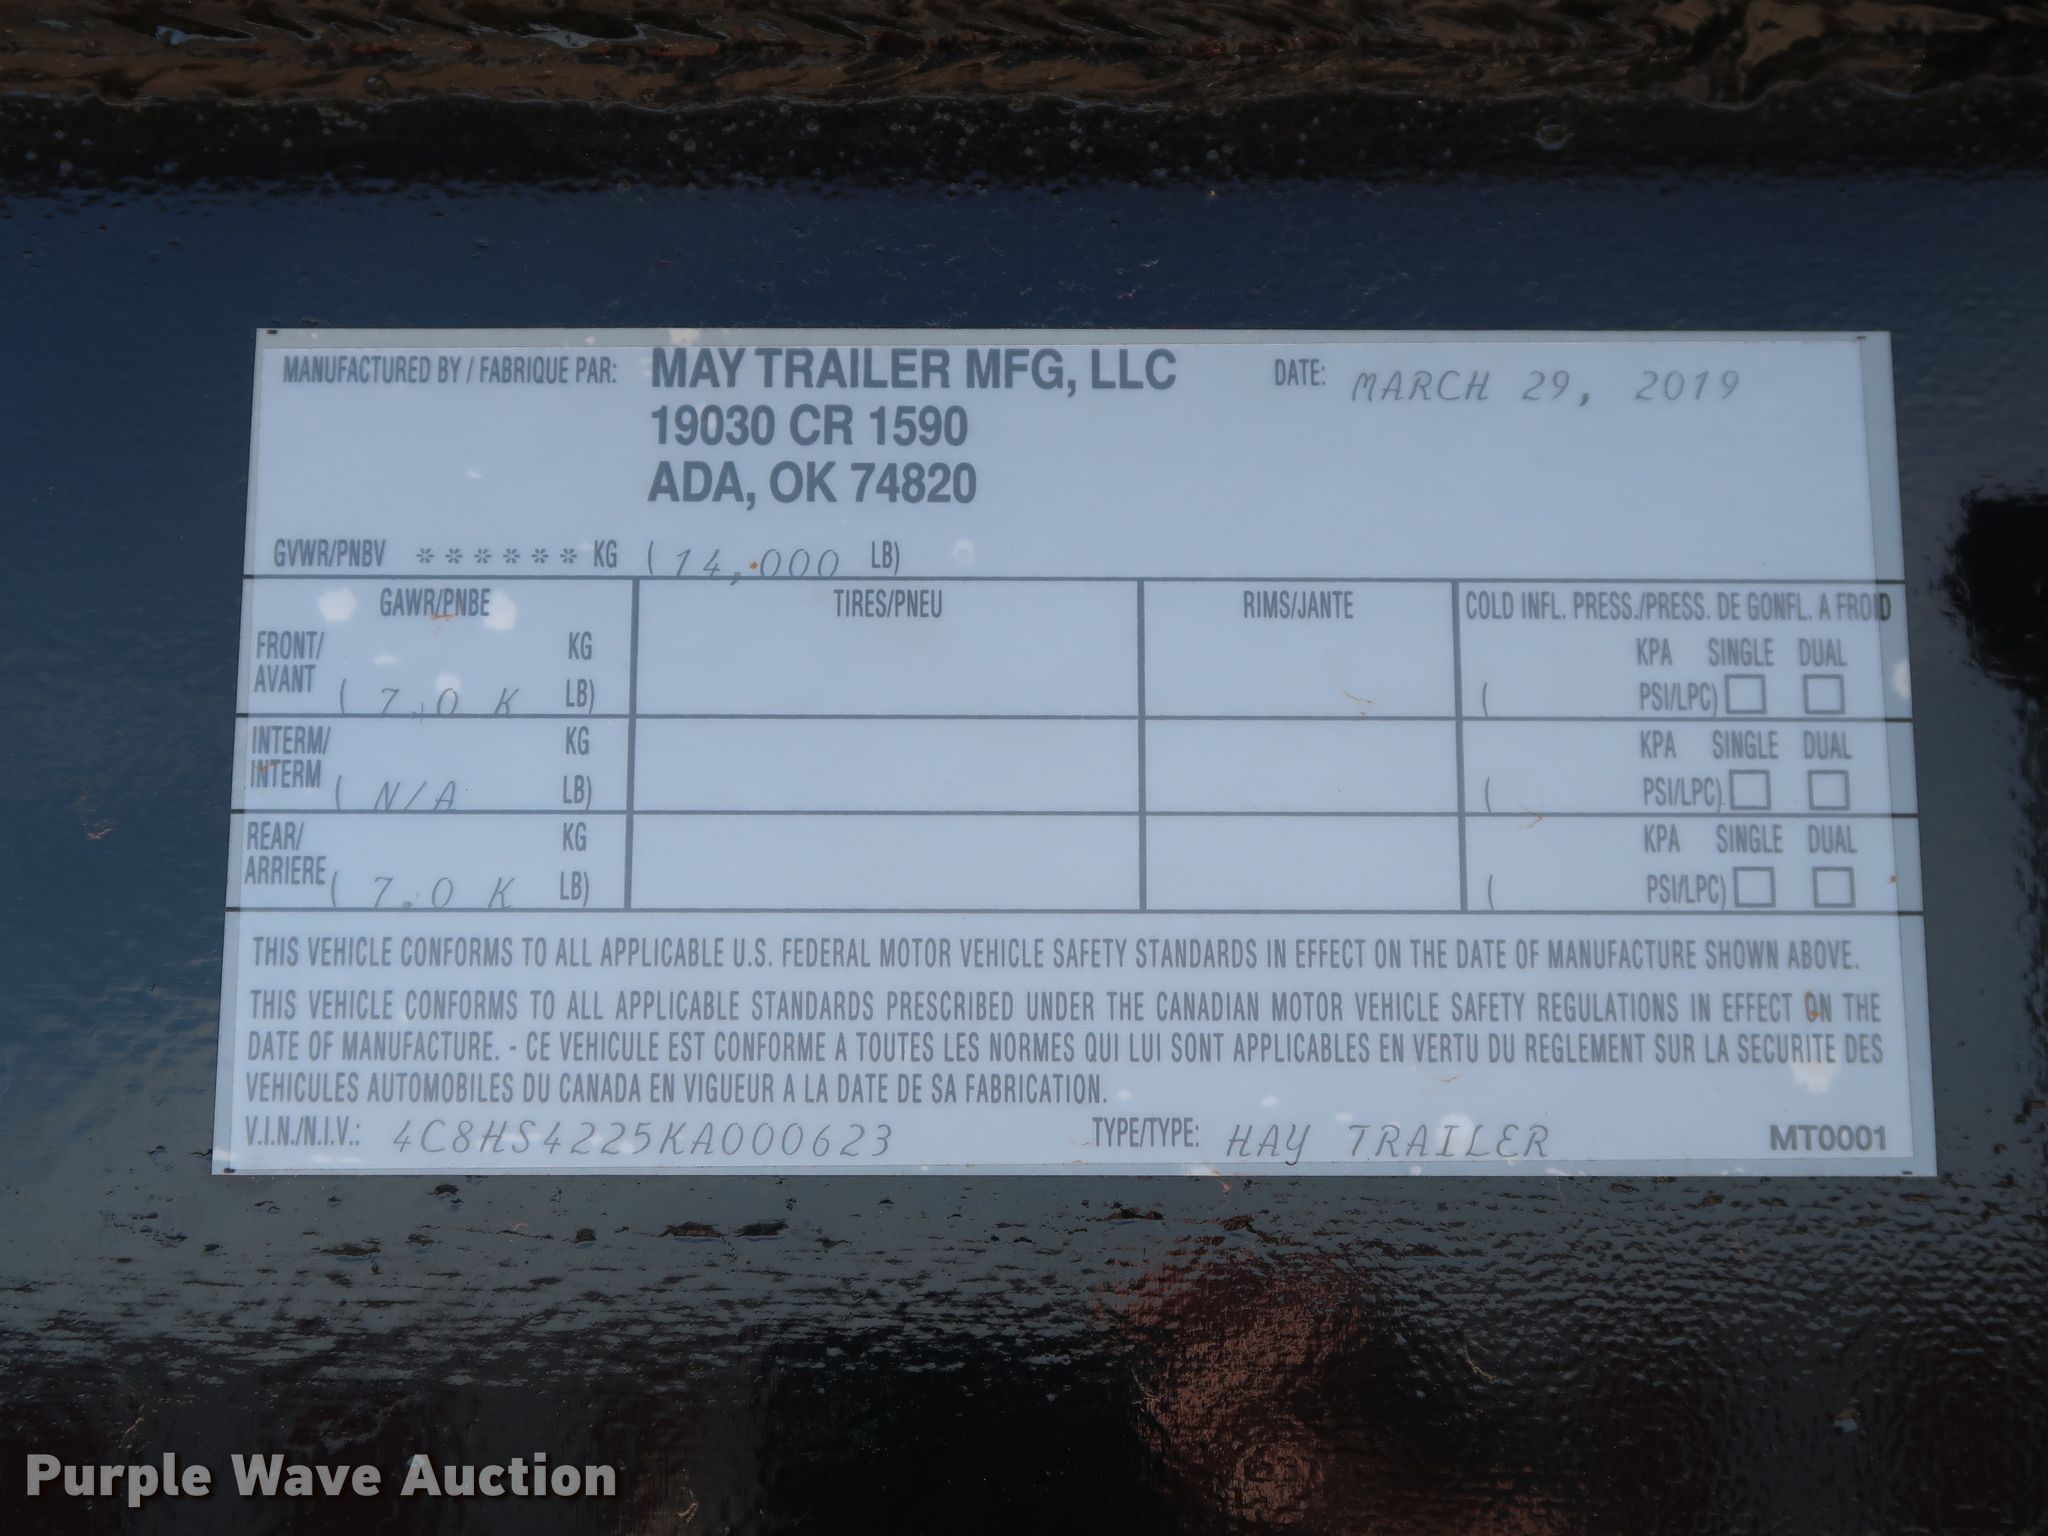 MANUFACTURED BY / FABRIQUE PAR: MAY TRAILER MFG, LLC DATE: MARCH 29, 2019
19030 CR 1590
ADA, OK 74820
GVWR/PNBV ****** KG (14,000 LB)
GAWR/PNBE TIRES/PNEU RIMS/JANTE COLD INFL. PRESS./PRESS. DE GONFL. A FROID
FRONT/ KG KPA SINGLE DUAL
AVANT ( 7.0 K LB) ( PSI/LPC)
INTERM/ KG KPA SINGLE DUAL
INTERM ( N/A LB) ( PSI/LPC)
REAR/ KG KPA SINGLE DUAL
ARRIERE ( 7.0 K LB) ( PSI/LPC)
THIS VEHICLE CONFORMS TO ALL APPLICABLE U.S. FEDERAL MOTOR VEHICLE SAFETY STANDARDS IN EFFECT ON THE DATE OF MANUFACTURE SHOWN ABOVE.
THIS VEHICLE CONFORMS TO ALL APPLICABLE STANDARDS PRESCRIBED UNDER THE CANADIAN MOTOR VEHICLE SAFETY REGULATIONS IN EFFECT ON THE
DATE OF MANUFACTURE. - CE VEHICULE EST CONFORME A TOUTES LES NORMES QUI LUI SONT APPLICABLES EN VERTU DU REGLEMENT SUR LA SECURITE DES
VEHICULES AUTOMOBILES DU CANADA EN VIGUEUR A LA DATE DE SA FABRICATION.
V.I.N./N.I.V.: 4C8HS4225KA000623 TYPE/TYPE: HAY TRAILER MT0001
Purple Wave Auction